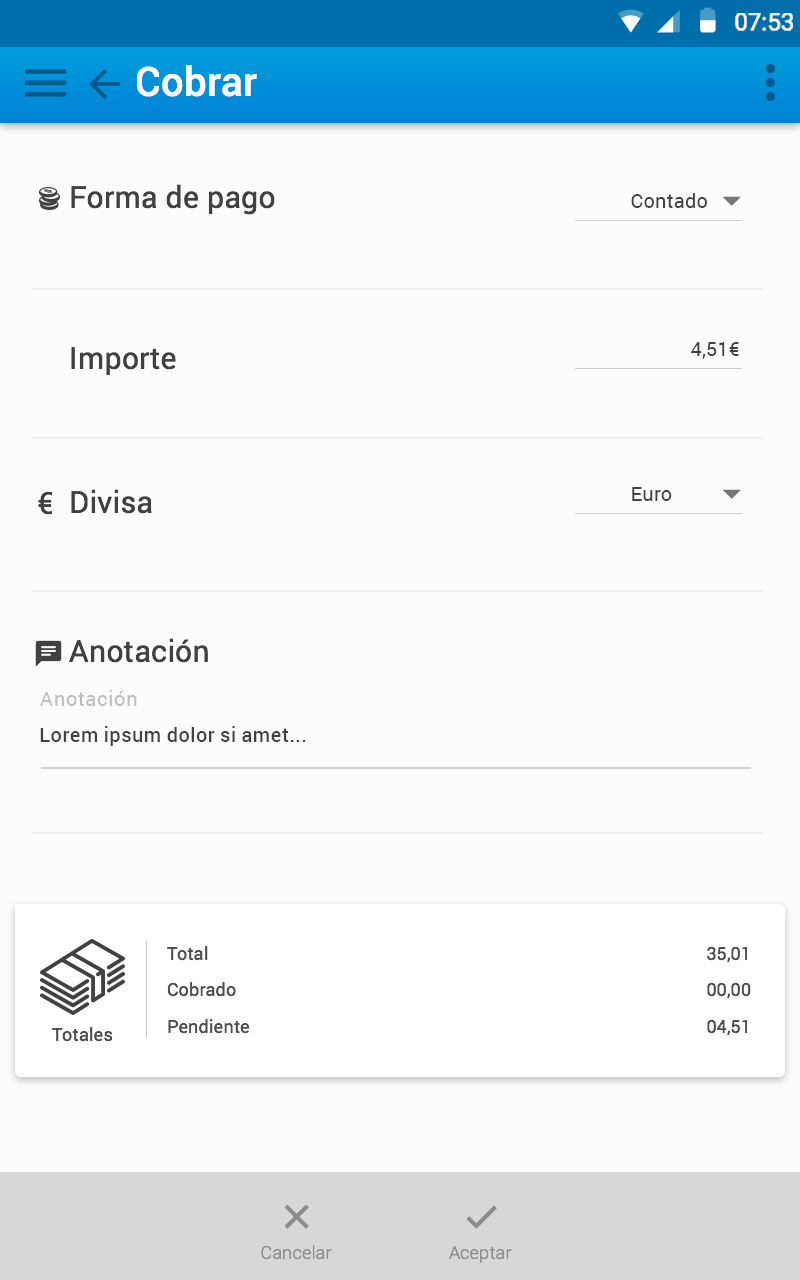 07:53
Cobrar
Forma de pago
Contado
Importe
4,51€
€ Divisa
Euro
Anotación
Anotación
Lorem ipsum dolor si amet...
Total 35,01
Cobrado 00,00
Pendiente 04,51
Totales
Cancelar
Aceptar